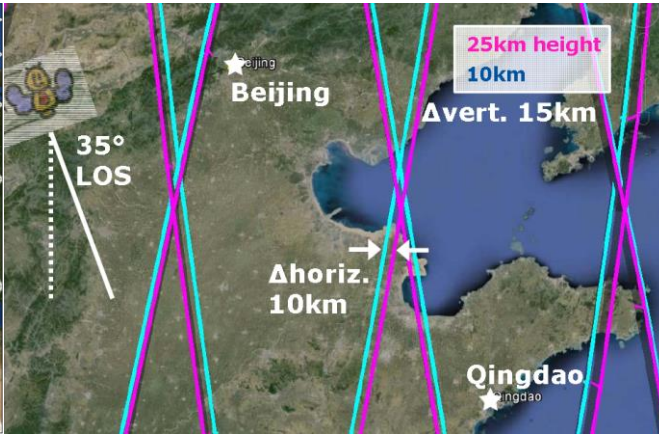 25km height
10km
Beijing
Beijing
Δvert. 15km
35°
LOS
Δhoriz.
10km
Qingdao
Qingdao